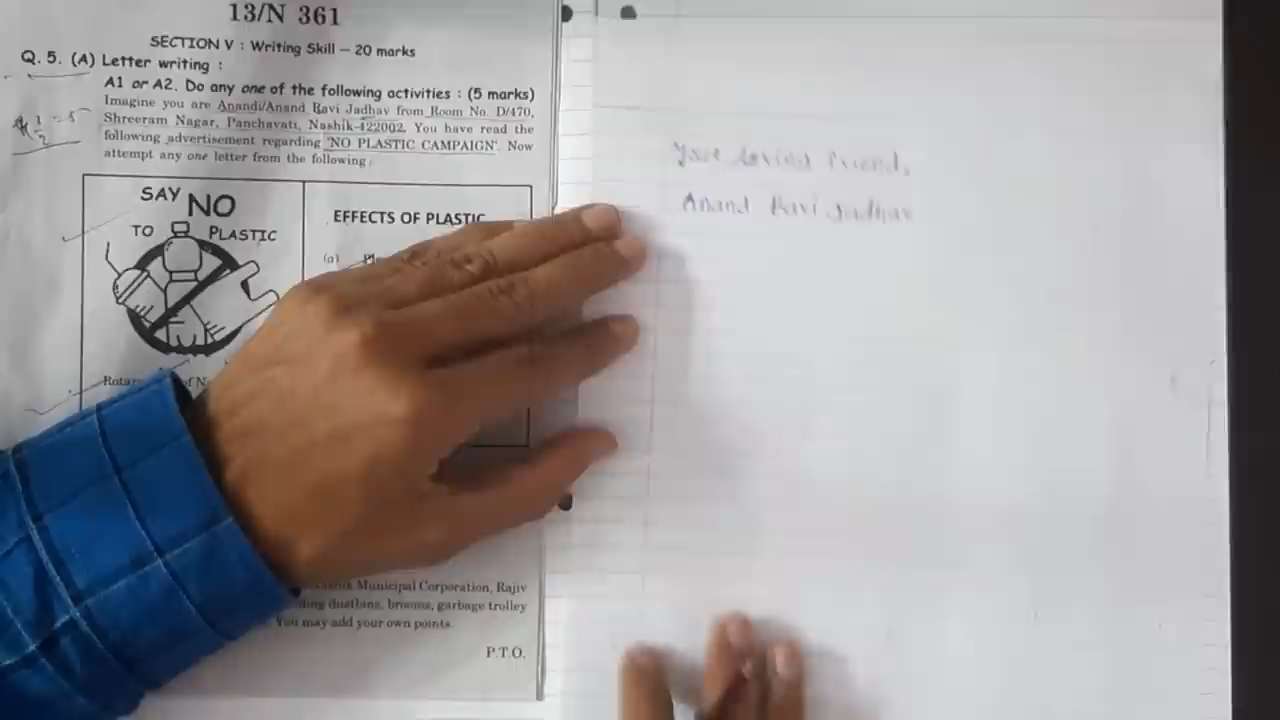 13/N 361
SECTION V : Writing Skill – 20 marks
Q. 5. (A) Letter writing :
A1 or A2. Do any one of the following activities : (5 marks)
Imagine you are Anandi/Anand Ravi Jadhav from Room No. D/470,
Shreeram Nagar, Panchavati, Nashik-422002. You have read the
following advertisement regarding 'NO PLASTIC CAMPAIGN'. Now
attempt any one letter from the following:
SAY NO
TO PLASTIC
EFFECTS OF PLASTIC
(a)
Municipal Corporation, Rajiv
dustbins, brooms, garbage trolley
You may add your own points.
P.T.O.
Your loving friend,
Anand Ravi Jadhav